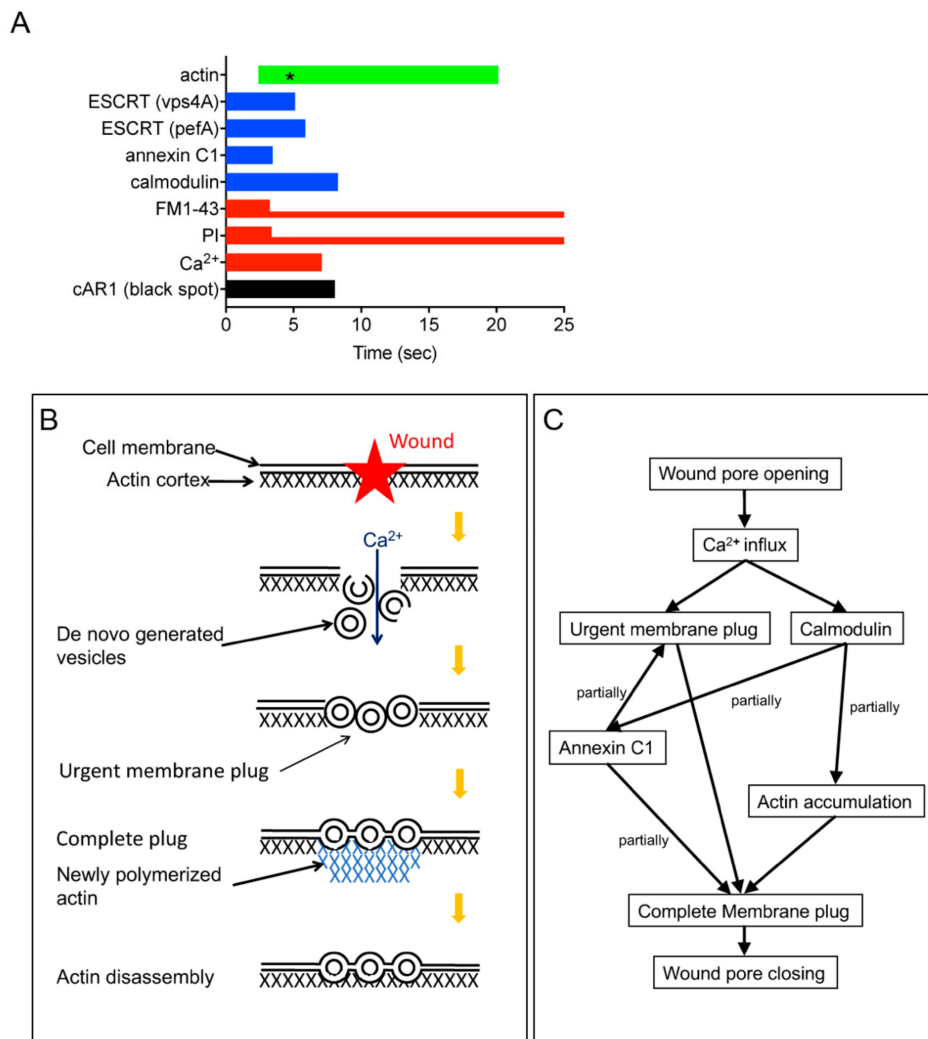 A
actin
*
ESCRT (vps4A)
ESCRT (pefA)
annexin C1
calmodulin
FM1-43
PI
Ca²⁺
cAR1 (black spot)
0 5 10 15 20 25
Time (sec)
B
Wound
Cell membrane
Actin cortex
Ca²⁺
De novo generated
vesicles
Urgent membrane plug
Complete plug
Newly polymerized
actin
Actin disassembly
C
Wound pore opening
Ca²⁺ influx
Urgent membrane plug
Calmodulin
partially
partially
partially
Annexin C1
Actin accumulation
partially
Complete Membrane plug
Wound pore closing